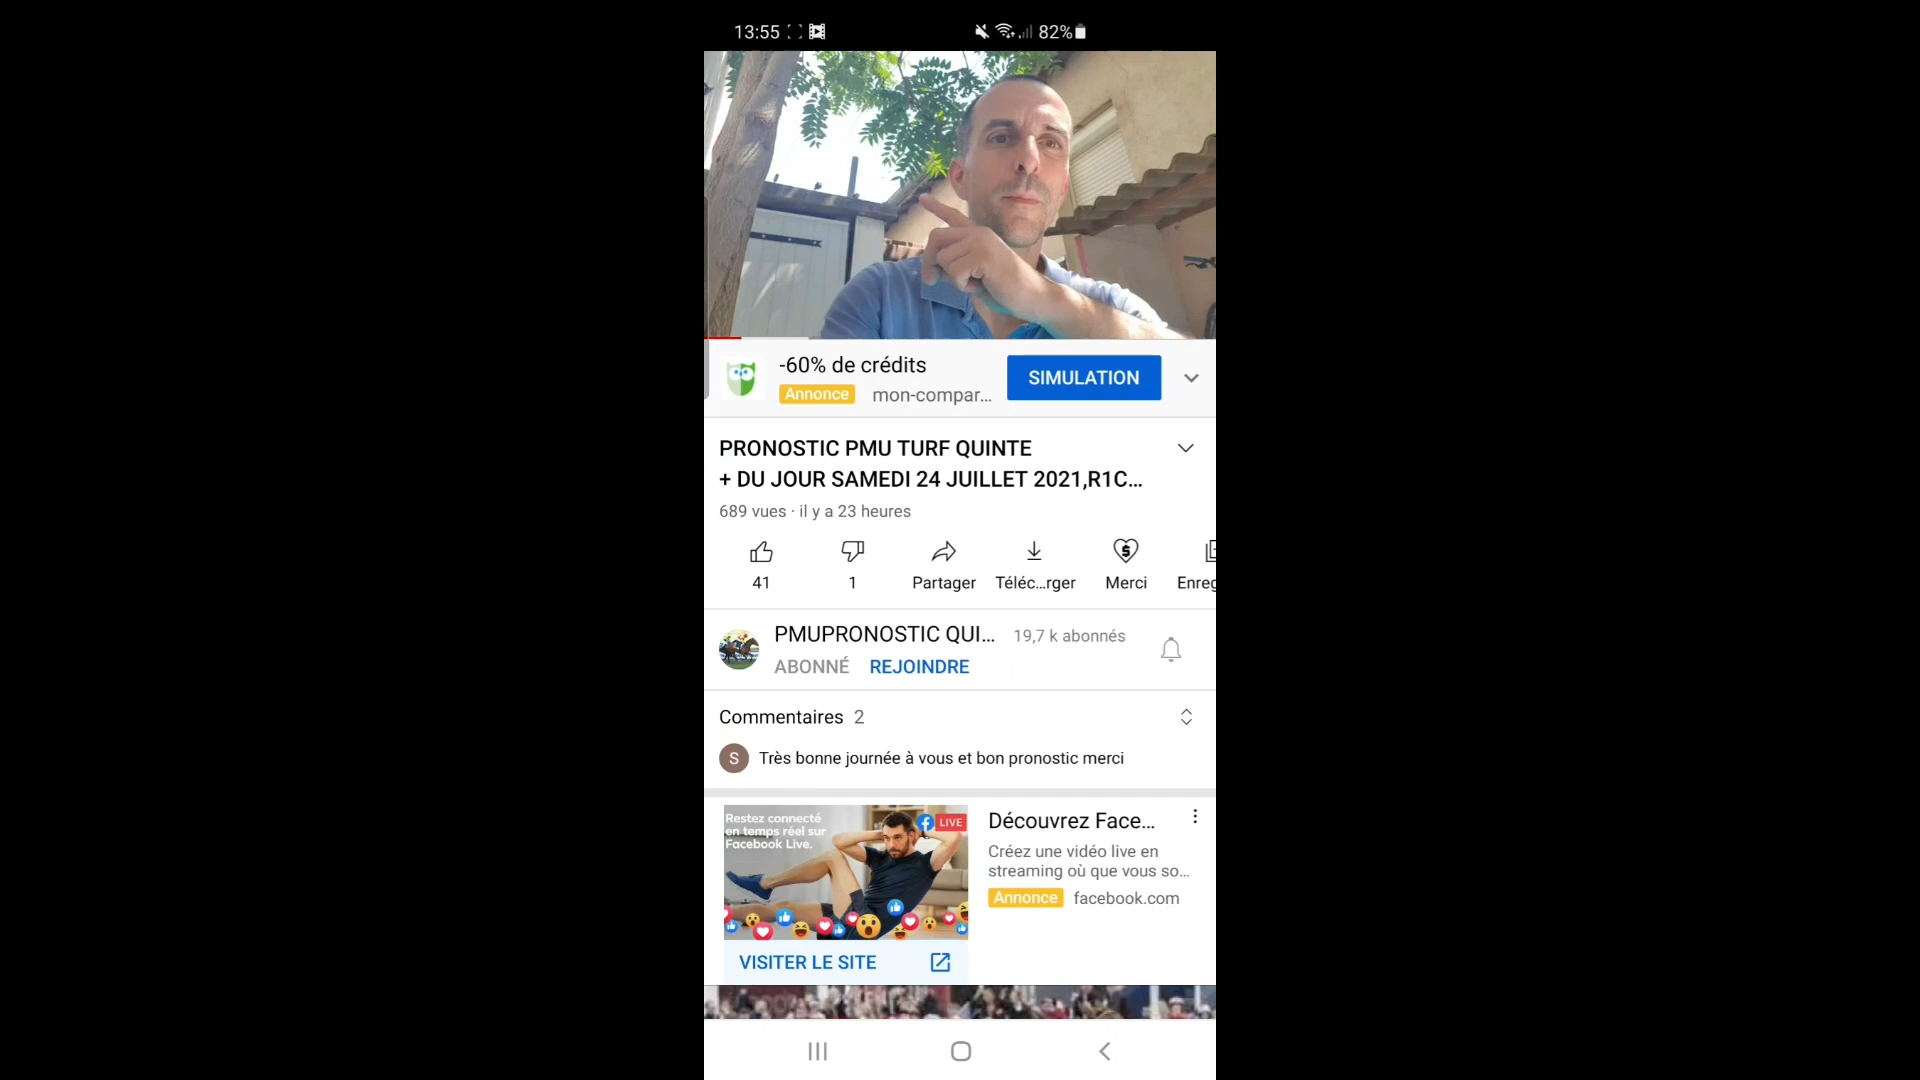 13:55 82%
-60% de crédits
Annonce mon-compar...
SIMULATION
PRONOSTIC PMU TURF QUINTE
+ DU JOUR SAMEDI 24 JUILLET 2021,R1C...
689 vues · il y a 23 heures
41 1 Partager Téléc...rger Merci Enreg
PMUPRONOSTIC QUI... 19,7 k abonnés
ABONNÉ REJOINDRE
Commentaires 2
S Très bonne journée à vous et bon pronostic merci
Restez connecté
en temps réel sur
Facebook Live.
LIVE
VISITER LE SITE
Découvrez Face...
Créez une vidéo live en
streaming où que vous so...
Annonce facebook.com